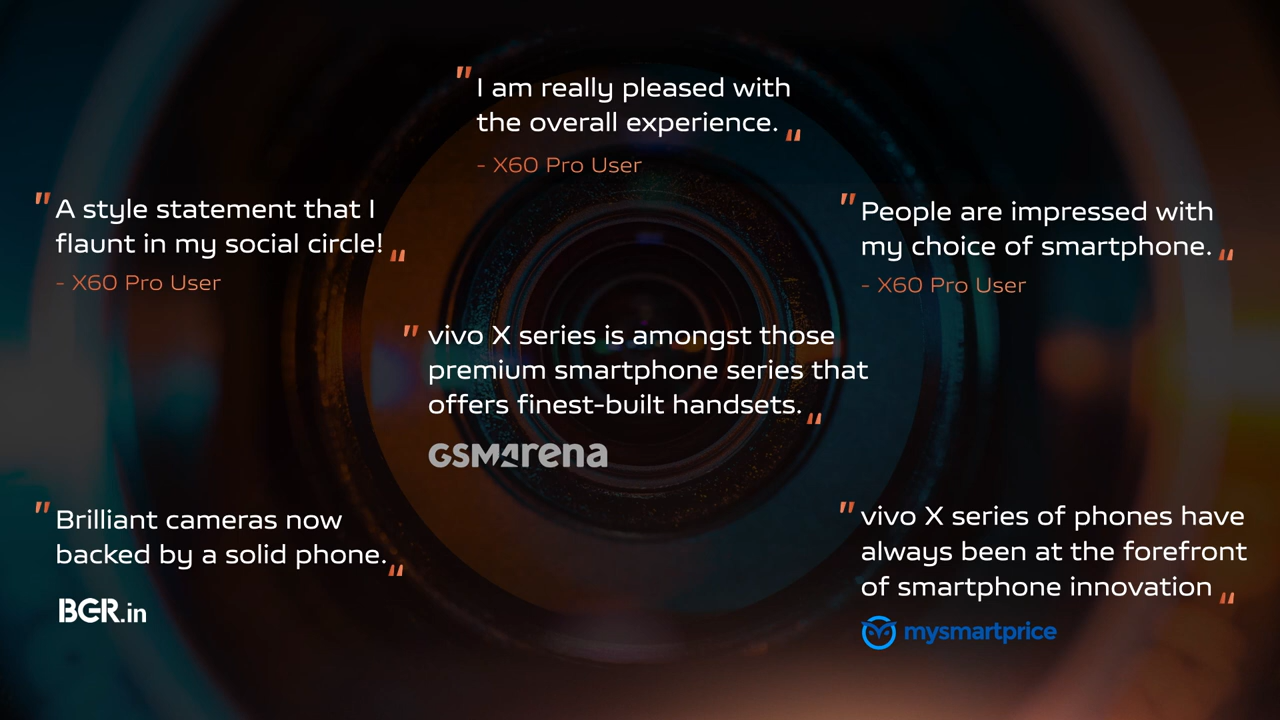 " I am really pleased with
the overall experience. "
- X60 Pro User
" A style statement that I
flaunt in my social circle! "
- X60 Pro User
" People are impressed with
my choice of smartphone. "
- X60 Pro User
" vivo X series is amongst those
premium smartphone series that
offers finest-built handsets. "
GSMArena
" Brilliant cameras now
backed by a solid phone. "
BGR.in
" vivo X series of phones have
always been at the forefront
of smartphone innovation "
mysmartprice